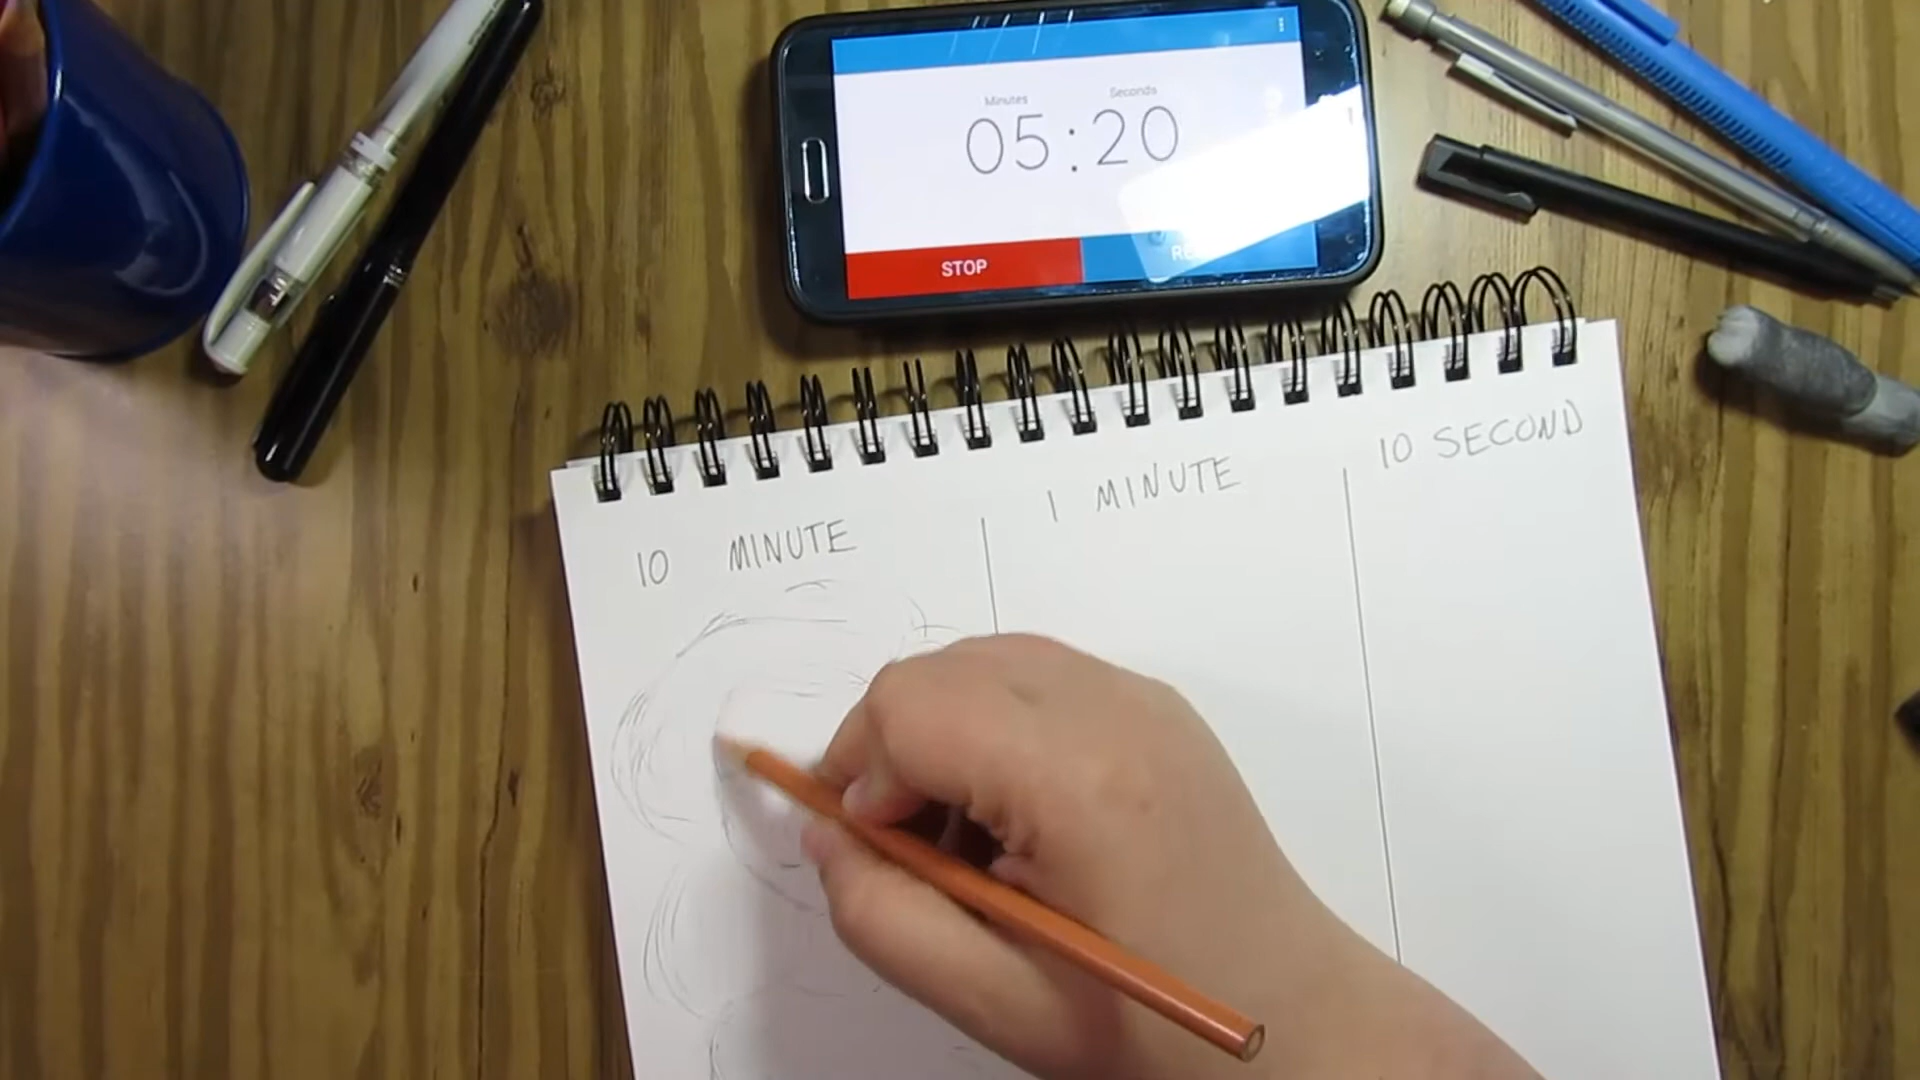 Minutes Seconds
05:20
STOP
10 MINUTE
1 MINUTE
10 SECOND